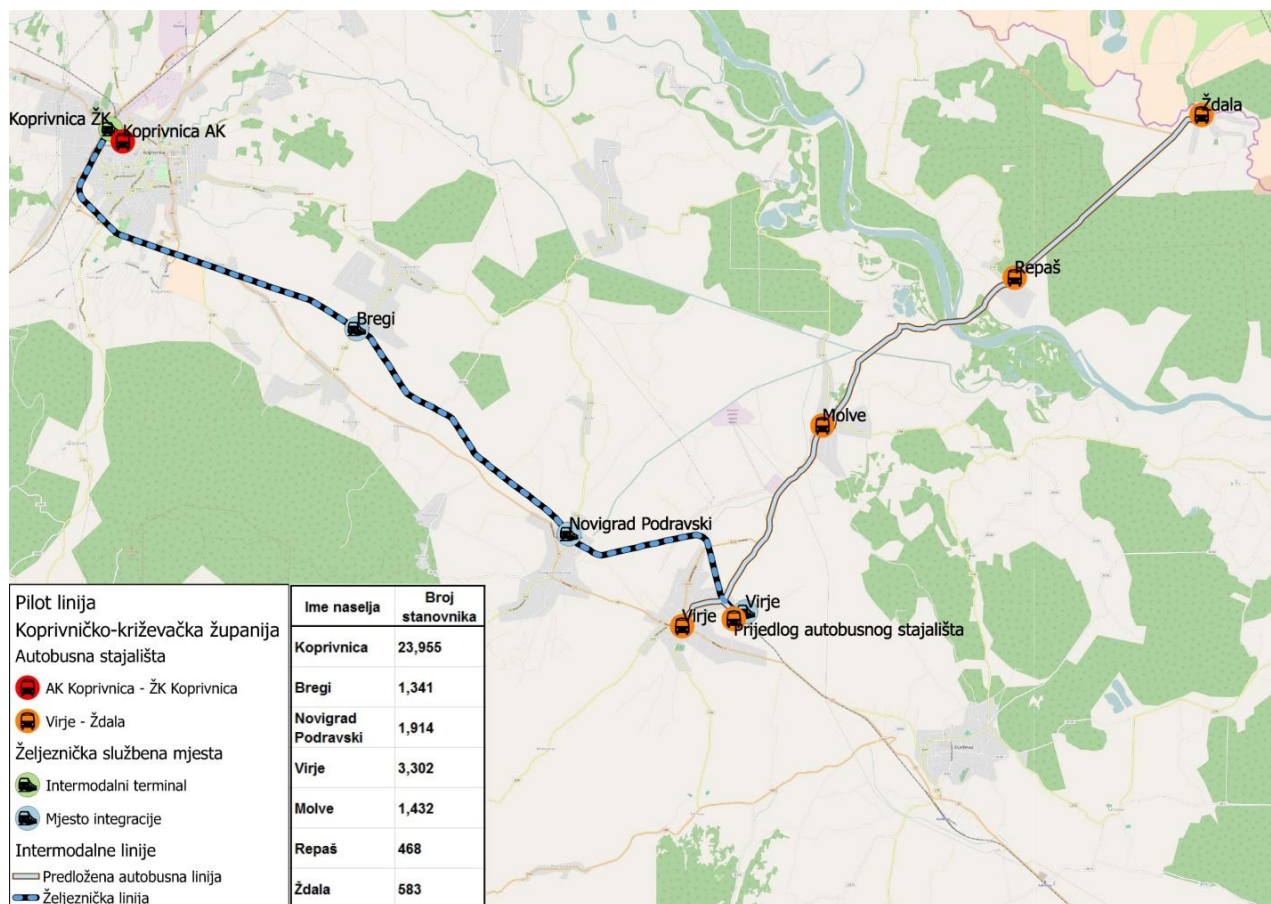 Koprivnica ŽK
Koprivnica AK
Ždala
Repaš
Bregi
Molve
Novigrad Podravski
Virje
Virje
Prijedlog autobusnog stajališta
Pilot linija
Koprivničko-križevačka županija
Autobusna stajališta
AK Koprivnica - ŽK Koprivnica
Virje - Ždala
Željeznička službena mjesta
Intermodalni terminal
Mjesto integracije
Intermodalne linije
Predložena autobusna linija
Željeznička linija
Ime naselja
Broj
stanovnika
Koprivnica 23,955
Bregi 1,341
Novigrad
Podravski 1,914
Virje 3,302
Molve 1,432
Repaš 468
Ždala 583